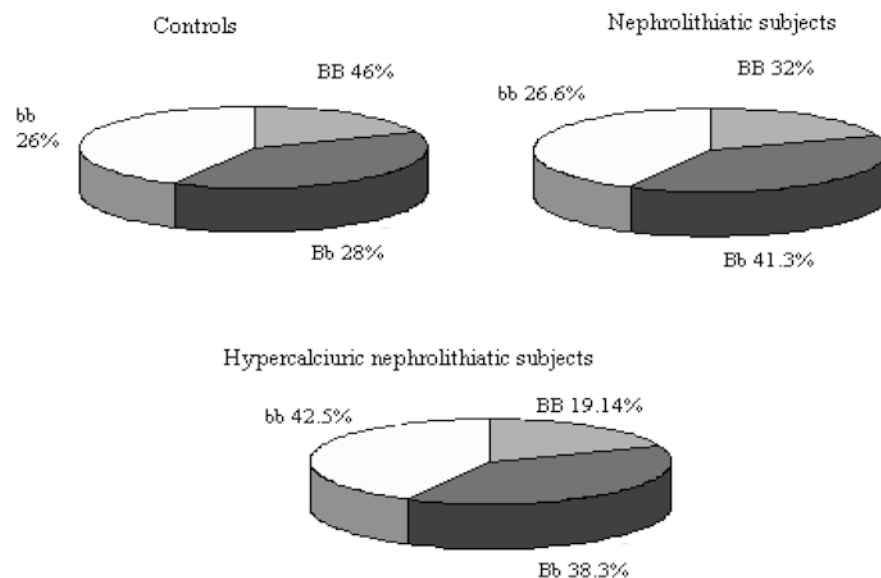 Controls
BB 46%
bb
26%
Bb 28%
Nephrolithiatic subjects
BB 32%
bb 26.6%
Bb 41.3%
Hypercalciuric nephrolithiatic subjects
BB 19.14%
bb 42.5%
Bb 38.3%